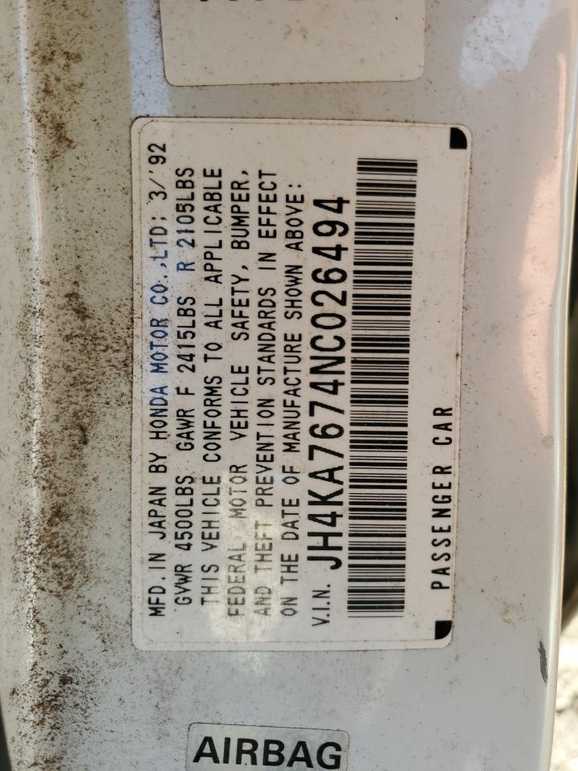 MFD. IN JAPAN BY HONDA MOTOR CO.,LTD: 3/'92
GVWR 4500LBS GAWR F 2415LBS R 2105LBS
THIS VEHICLE CONFORMS TO ALL APPLICABLE
FEDERAL MOTOR VEHICLE SAFETY, BUMPER,
AND THEFT PREVENTION STANDARDS IN EFFECT
ON THE DATE OF MANUFACTURE SHOWN ABOVE:
V.I.N. JH4KA7674NC026494
PASSENGER CAR
AIRBAG